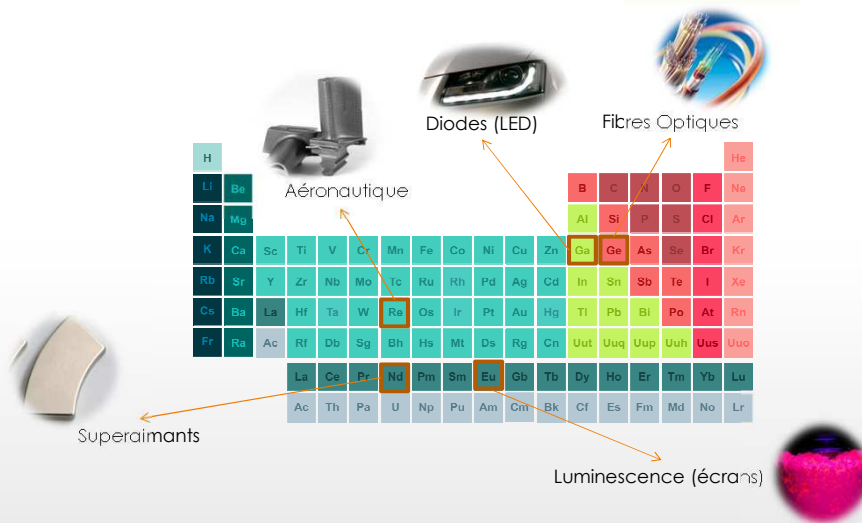 Diodes (LED)
Fibres Optiques
Aéronautique
H He
Li Be B C N O F Ne
Na Mg Al Si P S Cl Ar
K Ca Sc Ti V Cr Mn Fe Co Ni Cu Zn Ga Ge As Se Br Kr
Rb Sr Y Zr Nb Mo Tc Ru Rh Pd Ag Cd In Sn Sb Te I Xe
Cs Ba La Hf Ta W Re Os Ir Pt Au Hg Tl Pb Bi Po At Rn
Fr Ra Ac Rf Db Sg Bh Hs Mt Ds Rg Cn Uut Uuq Uup Uuh Uus Uuo
La Ce Pr Nd Pm Sm Eu Gb Tb Dy Ho Er Tm Yb Lu
Ac Th Pa U Np Pu Am Cm Bk Cf Es Fm Md No Lr
Superaimants
Luminescence (écrans)